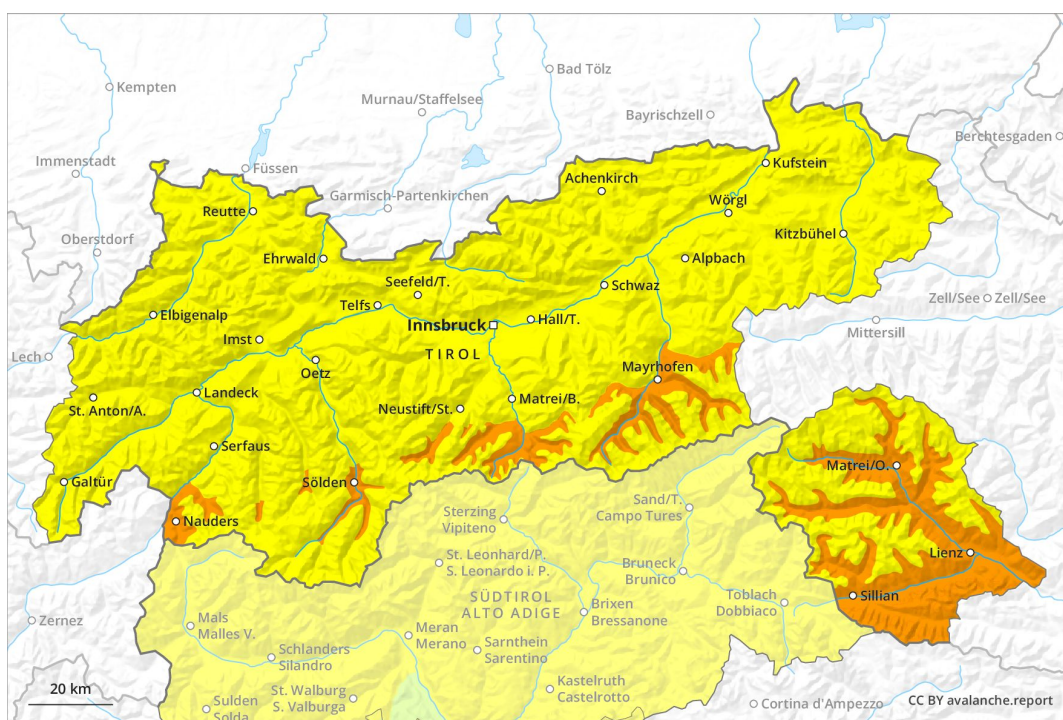 Kempten
Bad Tölz
Murnau/Staffelsee
Bayrischzell
Berchtesgaden
Immenstadt
Füssen
Achenkirch
Kufstein
Garmisch-Partenkirchen
Reutte
Wörgl
Oberstdorf
Kitzbühel
Ehrwald
Alpbach
Seefeld/T.
Schwaz
Zell/See
Zell/See
Telfs
Elbigenalp
Innsbruck
Hall/T.
Mittersill
Imst
Lech
TIROL
Oetz
Mayrhofen
Landeck
St. Anton/A.
Neustift/St.
Matrei/B.
Serfaus
Matrei/O.
Galtür
Sölden
Sand/T.
Campo Tures
Nauders
Sterzing
Vipiteno
Lienz
St. Leonhard/P.
S. Leonardo i. P.
Bruneck
Brunico
Sillian
SÜDTIROL
ALTO ADIGE
Toblach
Dobbiaco
Brixen
Bressanone
Zernez
Mals
Malles V.
Meran
Merano
Sarnthein
Sarentino
Schlanders
Silandro
Kastelruth
Castelrotto
20 km
St. Walburg
S. Valburga
Sulden
Solda
Cortina d'Ampezzo
CC BY avalanche.report